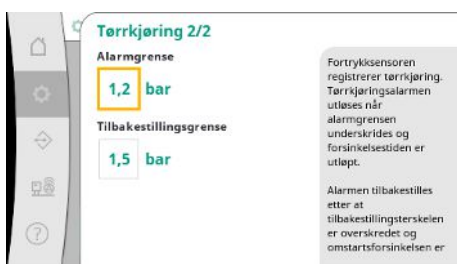 Tørrkjøring 2/2
Alarmgrense
1,2 bar
Tilbakestillingsgrense
1,5 bar
Fortrykksensoren
registrerer tørrkjøring.
Tørrkjøringsalarmen
utløses når
alarmgrensen
underskrides og
forsinkelsestiden er
utløpt.
Alarmen tilbakestilles
etter at
tilbakestillingsterskelen
er overskredet og
omstartsforsinkelsen er
?